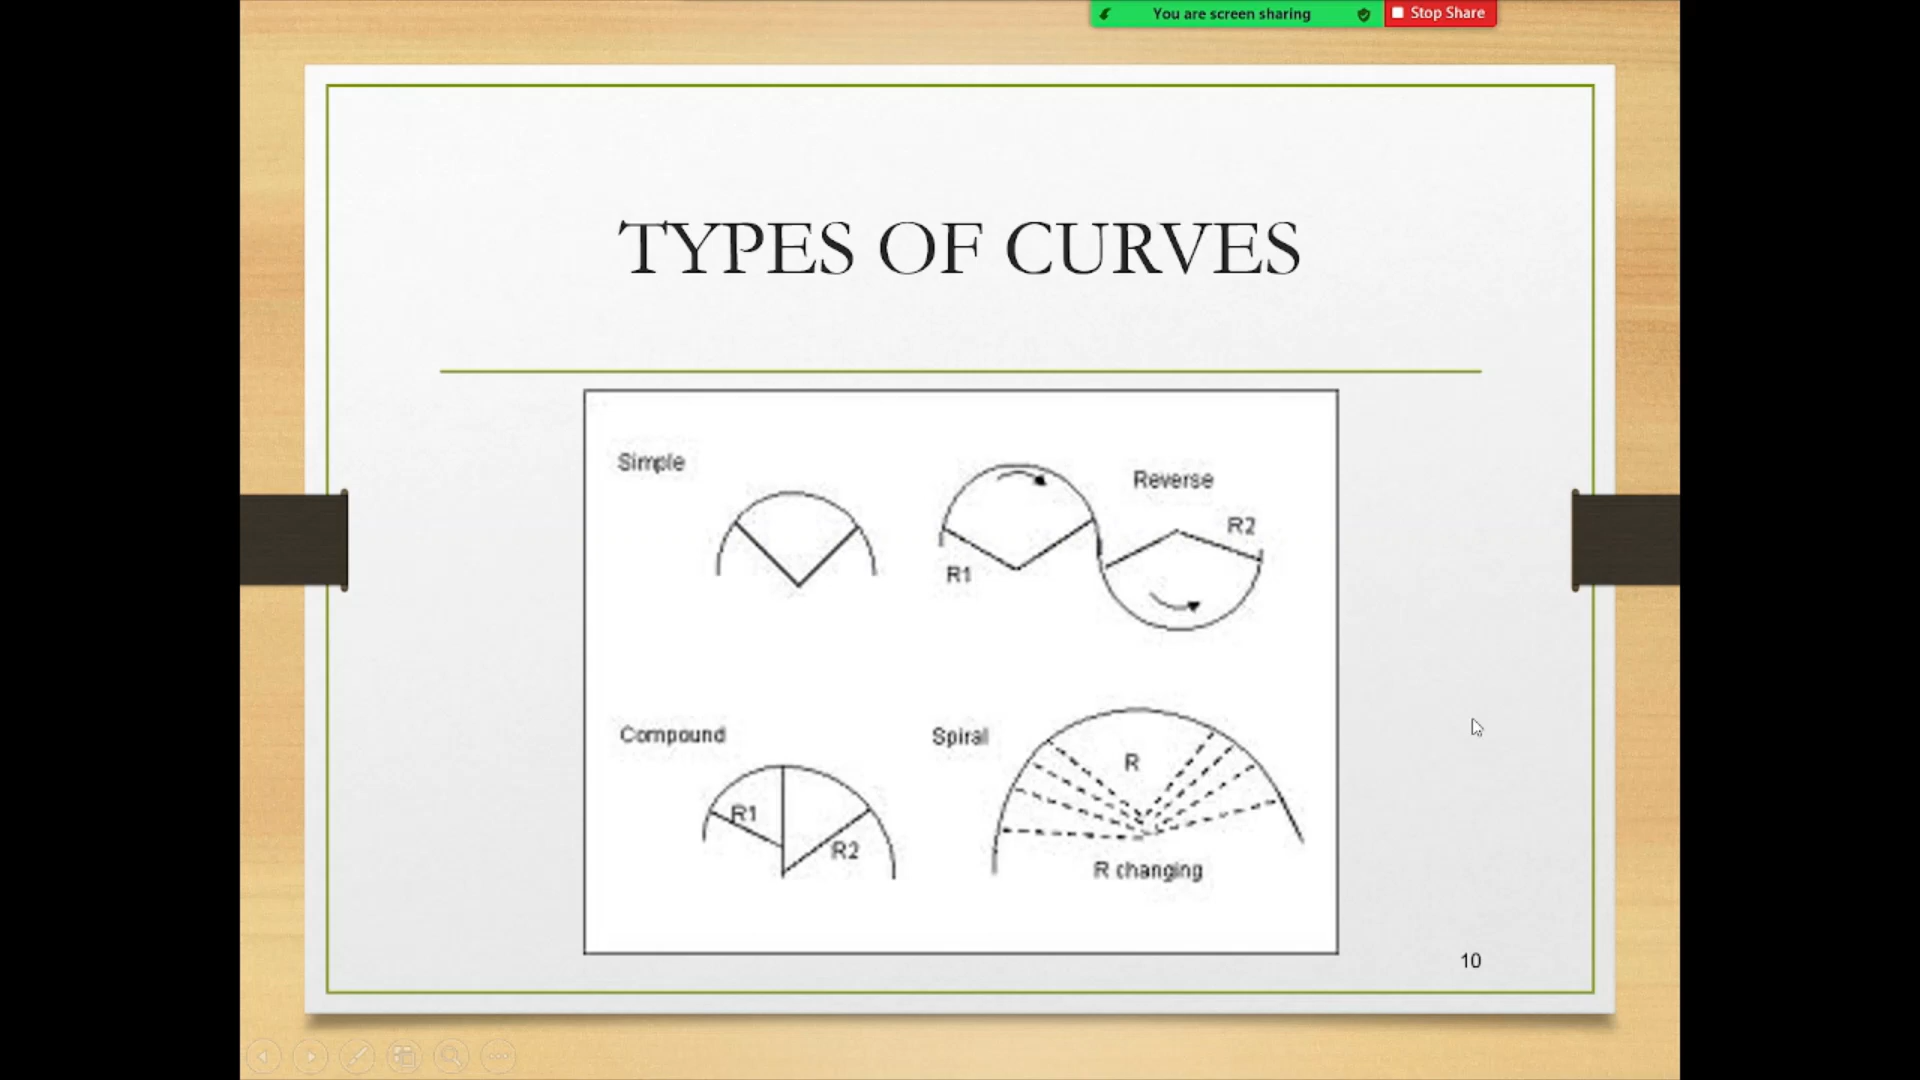 You are screen sharing
Stop Share
TYPES OF CURVES
Simple
Reverse
R2
R1
Compound
Spiral
R
R1
R2
R changing
10